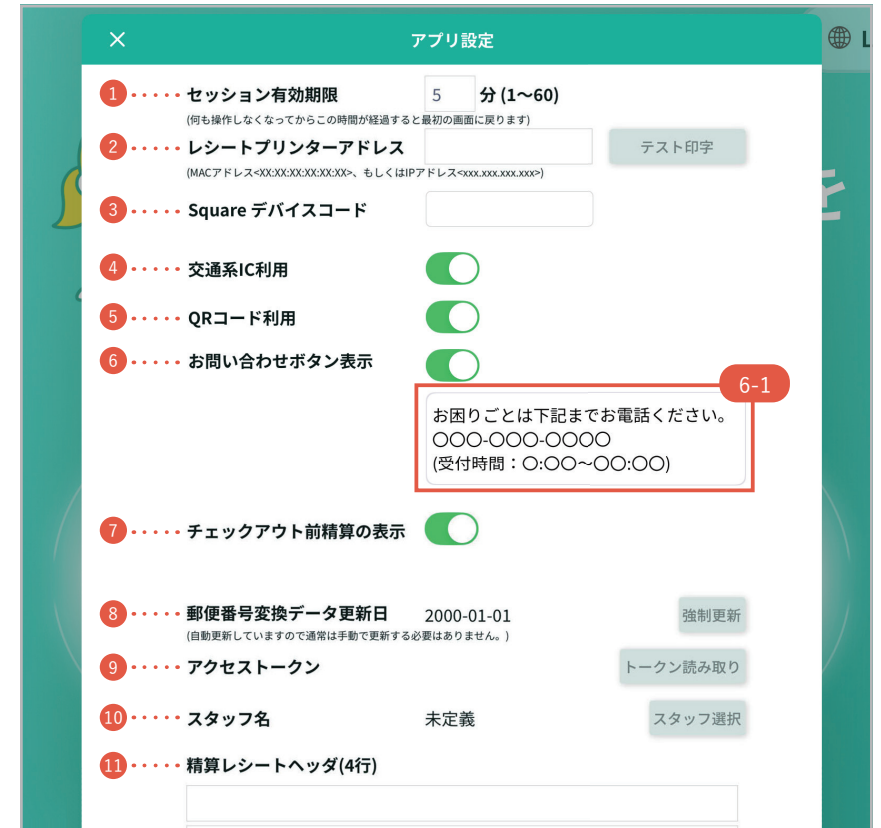 アプリ設定
L
1 セッション有効期限 5 分 (1〜60)
(何も操作しなくなってからこの時間が経過すると最初の画面に戻ります)
2 レシートプリンターアドレス テスト印字
(MACアドレス<XX:XX:XX:XX:XX:XX>、もしくはIPアドレス<xxx.xxx.xxx.xxx>)
を
3 Square デバイスコード
4 交通系IC利用
5 QRコード利用
6 お問い合わせボタン表示
6-1
お困りごとは下記までお電話ください。
〇〇〇-〇〇〇-〇〇〇〇
(受付時間：〇:〇〇〜〇〇:〇〇)
7 チェックアウト前精算の表示
8 郵便番号変換データ更新日 2000-01-01 強制更新
(自動更新していますので通常は手動で更新する必要はありません。)
9 アクセストークン トークン読み取り
10 スタッフ名 未定義 スタッフ選択
11 精算レシートヘッダ(4行)